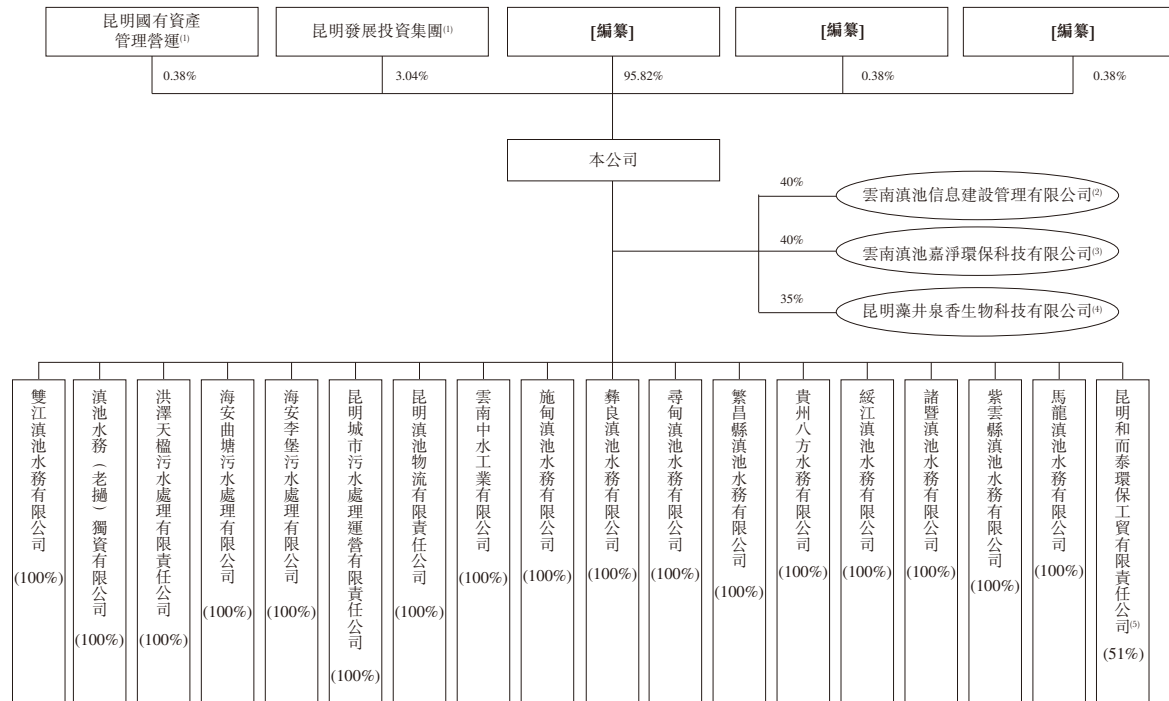 昆明國有資產
管理營運(1)
昆明發展投資集團(1)
[編纂]
[編纂]
[編纂]
0.38%
3.04%
95.82%
0.38%
0.38%
本公司
40%
雲南滇池信息建設管理有限公司(2)
40%
雲南滇池嘉淨環保科技有限公司(3)
35%
昆明藻井泉香生物科技有限公司(4)
雙江滇池水務有限公司
(100%)
滇池水務（老撾）獨資有限公司
(100%)
洪澤天楹污水處理有限責任公司
(100%)
海安曲塘污水處理有限公司
(100%)
海安李堡污水處理有限公司
(100%)
昆明城市污水處理運營有限責任公司
(100%)
昆明滇池物流有限責任公司
(100%)
雲南中水工業有限公司
(100%)
施甸滇池水務有限公司
(100%)
彝良滇池水務有限公司
(100%)
尋甸滇池水務有限公司
(100%)
繁昌縣滇池水務有限公司
(100%)
貴州八方水務有限公司
(100%)
綏江滇池水務有限公司
(100%)
諸暨滇池水務有限公司
(100%)
紫雲縣滇池水務有限公司
(100%)
馬龍滇池水務有限公司
(100%)
昆明和而泰環保工貿有限責任公司(5)
(51%)